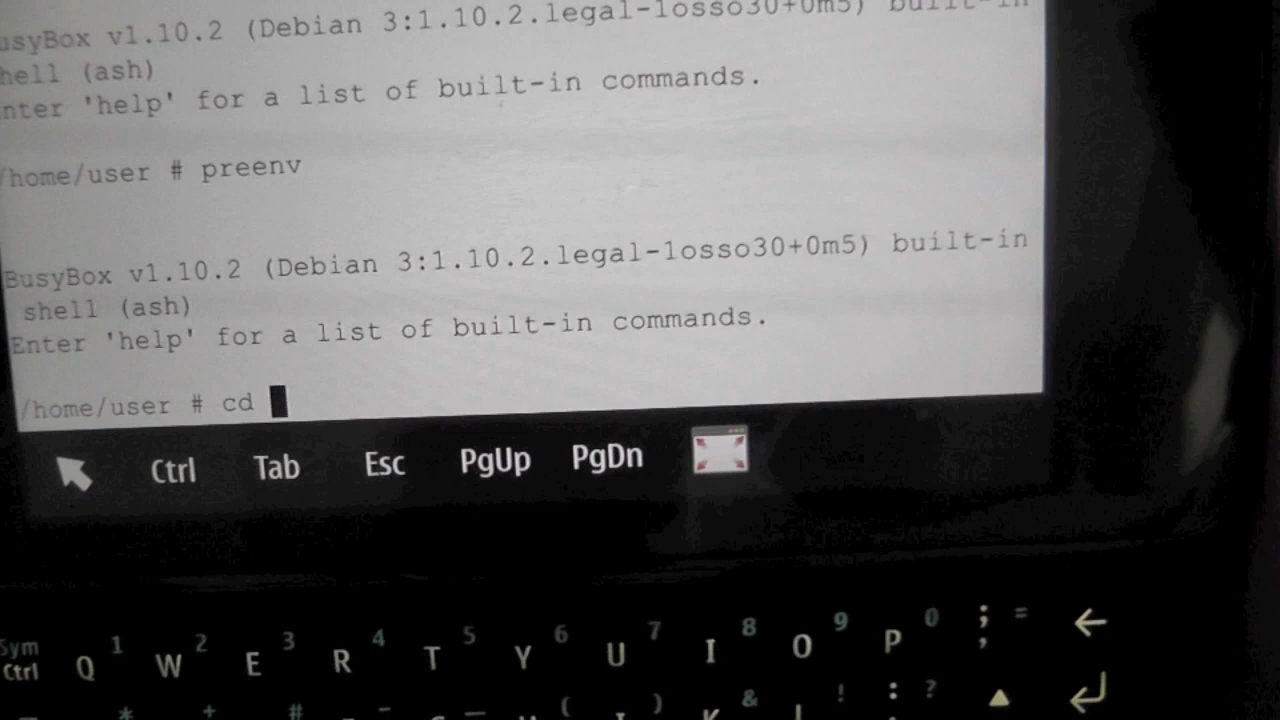 usyBox v1.10.2 (Debian 3:1.10.2.legal-1osso30+0m5) built-in
hell (ash)
nter 'help' for a list of built-in commands.
/home/user # preenv
BusyBox v1.10.2 (Debian 3:1.10.2.legal-1osso30+0m5) built-in
shell (ash)
Enter 'help' for a list of built-in commands.
/home/user # cd
Ctrl Tab Esc PgUp PgDn
Sym 1 2 3 4 5 6 7 8 9 0 ; =
Ctrl Q W E R T Y U I O P , ←
* + # - _ ( ) & ! : ?
K